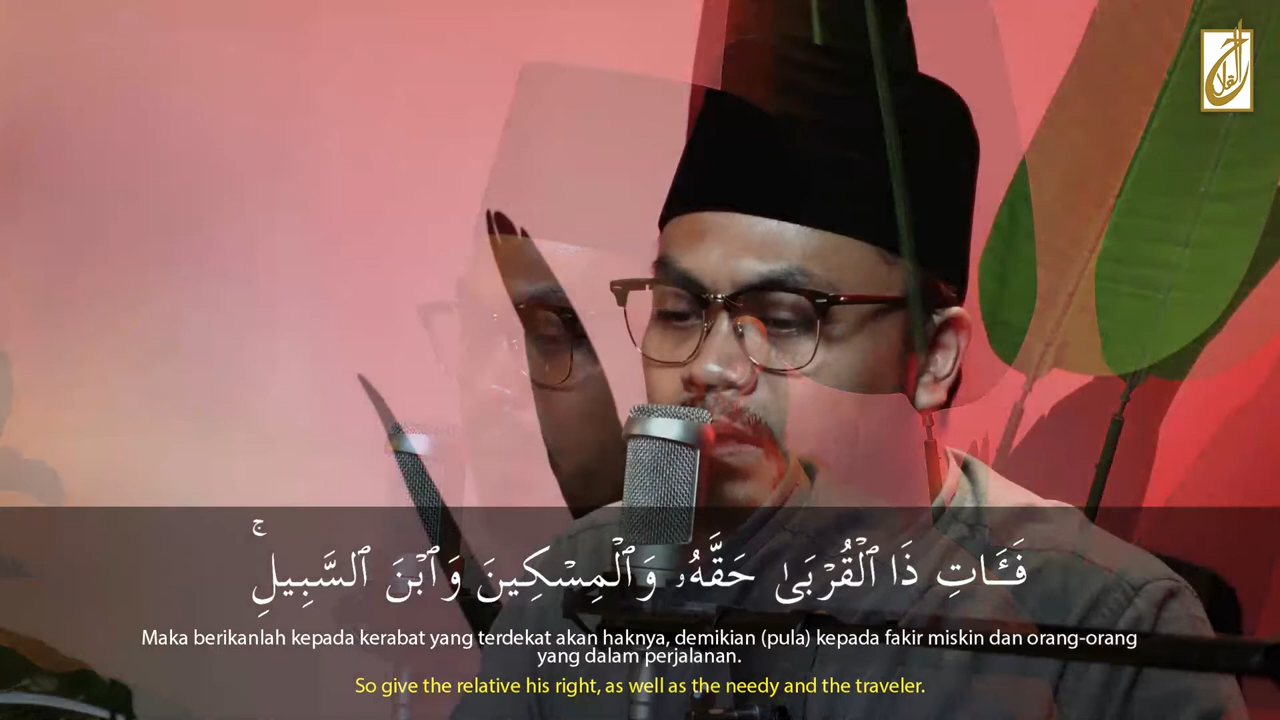 فَـَٔاتِ ذَا ٱلْقُرْبَىٰ حَقَّهُۥ وَٱلْمِسْكِينَ وَٱبْنَ ٱلسَّبِيلِ ۚ
Maka berikanlah kepada kerabat yang terdekat akan haknya, demikian (pula) kepada fakir miskin dan orang-orang
yang dalam perjalanan.
So give the relative his right, as well as the needy and the traveler.